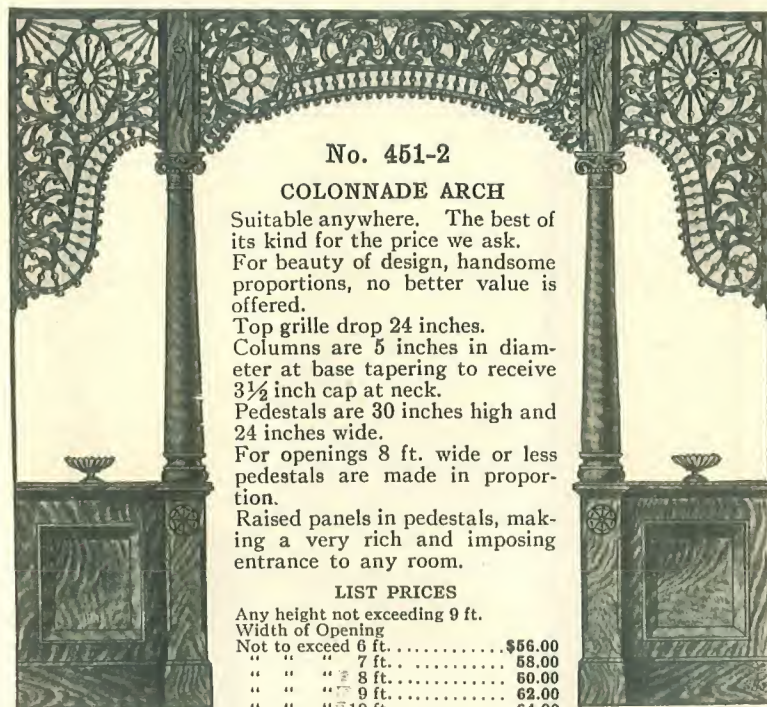 No. 451-2
COLONNADE ARCH
Suitable anywhere. The best of
its kind for the price we ask.
For beauty of design, handsome
proportions, no better value is
offered.
Top grille drop 24 inches.
Columns are 5 inches in diam-
eter at base tapering to receive
3½ inch cap at neck.
Pedestals are 30 inches high and
24 inches wide.
For openings 8 ft. wide or less
pedestals are made in propor-
tion.
Raised panels in pedestals, mak-
ing a very rich and imposing
entrance to any room.
LIST PRICES
Any height not exceeding 9 ft.
Width of Opening
Not to exceed 6 ft.............$56.00
" " " 7 ft.. ........... 58.00
" " " 8 ft............. 60.00
" " " 9 ft............. 62.00
" " " 10 ft............. 64.00